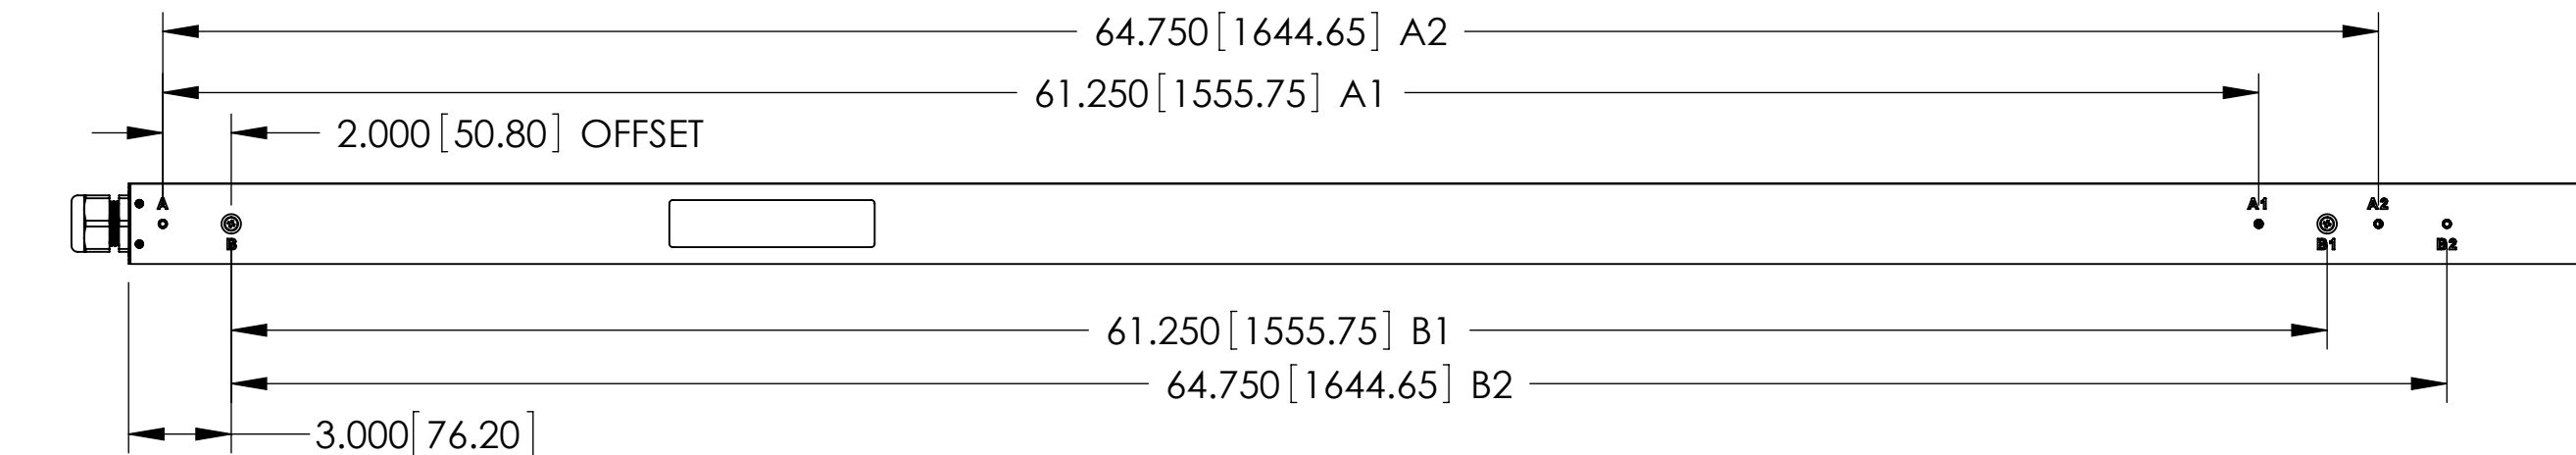 64.750[1644.65] A2
61.250[1555.75] A1
2.000[50.80] OFFSET
A
A1
A2
B
B1
B2
61.250[1555.75] B1
64.750[1644.65] B2
3.000[76.20]